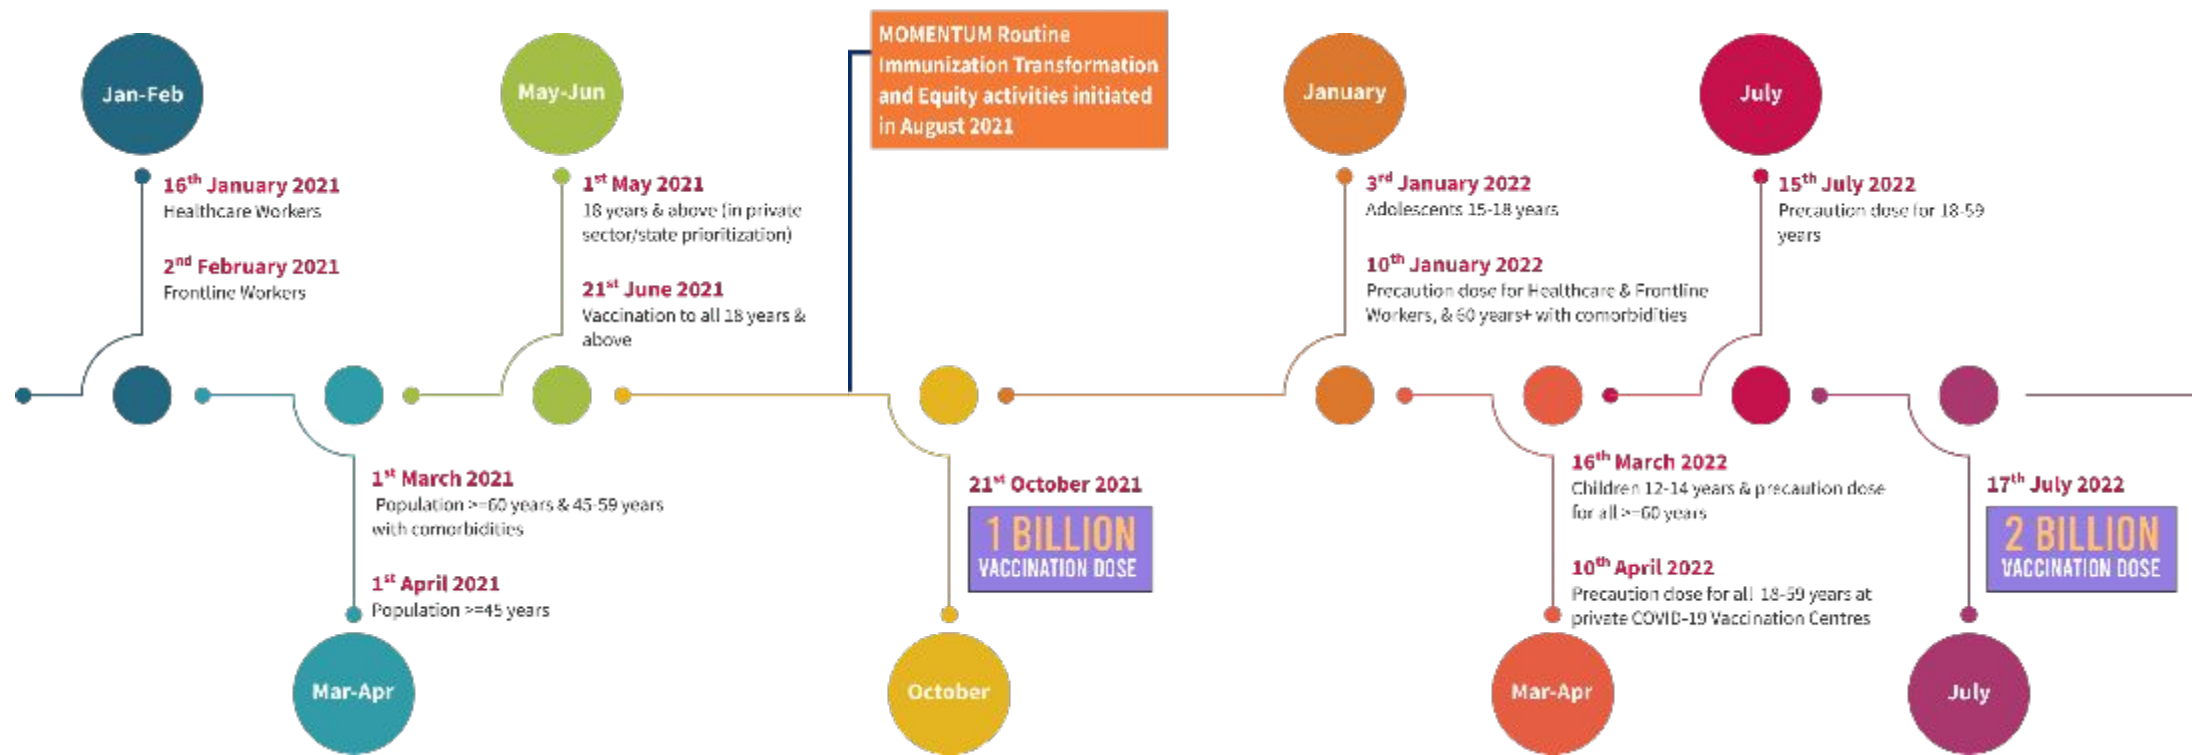 Jan-Feb
16th January 2021
Healthcare Workers
2nd February 2021
Frontline Workers
1st March 2021
Population >=60 years & 45-59 years
with comorbidities
1st April 2021
Population >=45 years
Mar-Apr
May-Jun
1st May 2021
18 years & above (in private
sector/state prioritization)
21st June 2021
Vaccination to all 18 years &
above
MOMENTUM Routine
Immunization Transformation
and Equity activities initiated
in August 2021
21st October 2021
1 BILLION
VACCINATION DOSE
October
January
3rd January 2022
Adolescents 15-18 years
10th January 2022
Precaution dose for Healthcare & Frontline
Workers, & 60 years+ with comorbidities
16th March 2022
Children 12-14 years & precaution dose
for all >=60 years
10th April 2022
Precaution dose for all 18-59 years at
private COVID-19 Vaccination Centres
Mar-Apr
July
15th July 2022
Precaution dose for 18-59
years
17th July 2022
2 BILLION
VACCINATION DOSE
July